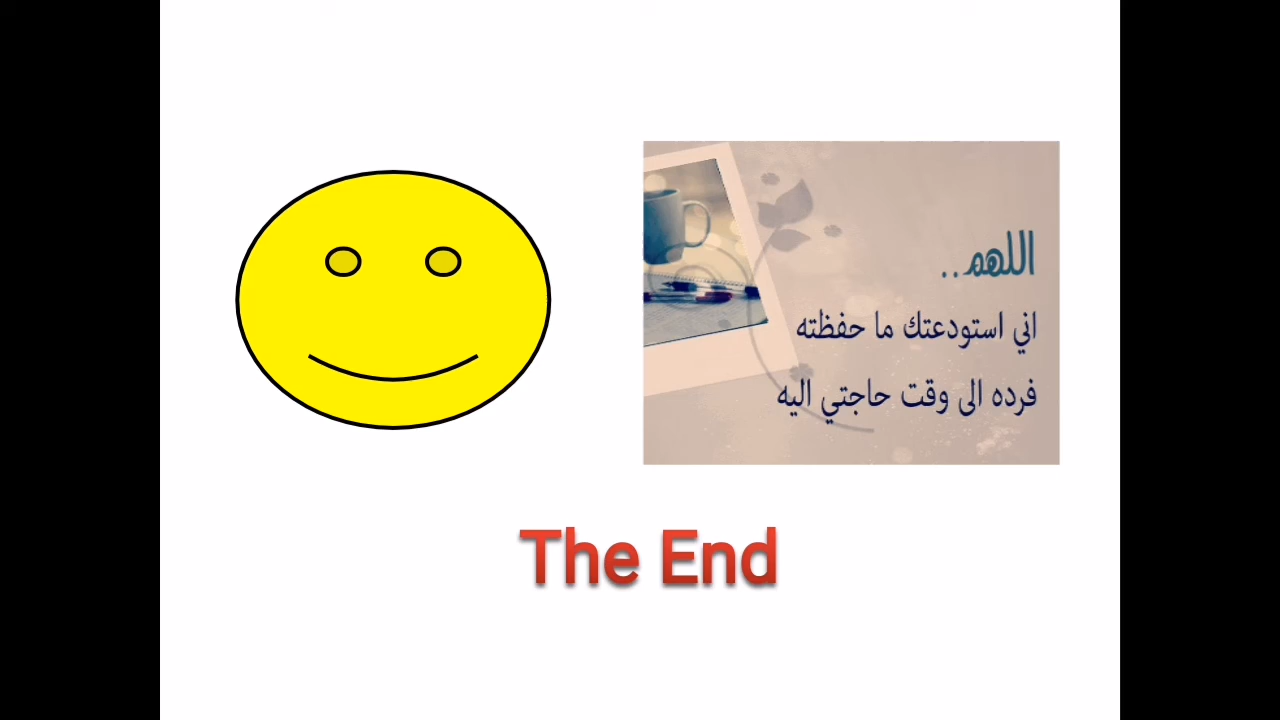 اللهم..
اني استودعتك ما حفظته
فرده الى وقت حاجتي اليه
The End